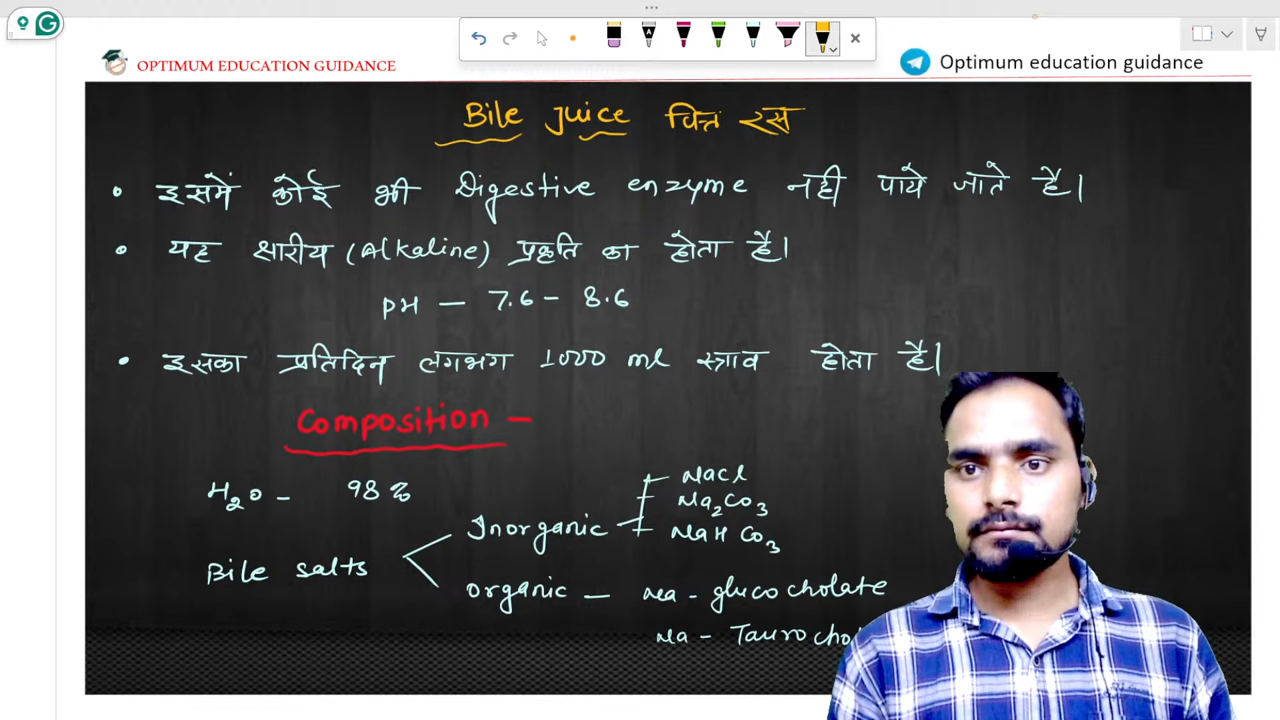 OPTIMUM EDUCATION GUIDANCE
Optimum education guidance
Bile Juice पित्त रस
• इसमें कोई भी Digestive enzyme नही पाये जाते है।
• यह क्षारीय (Alkaline) प्रकृति का होता है।
pH — 7.6 - 8.6
• इसका प्रतिदिन लगभग 1000 ml स्त्राव होता है।
Composition -
H2O - 98%
NaCl
Na2CO3
Inorganic
NaHCO3
Bile salts
organic — Na - glucocholate
Na - Taurocho